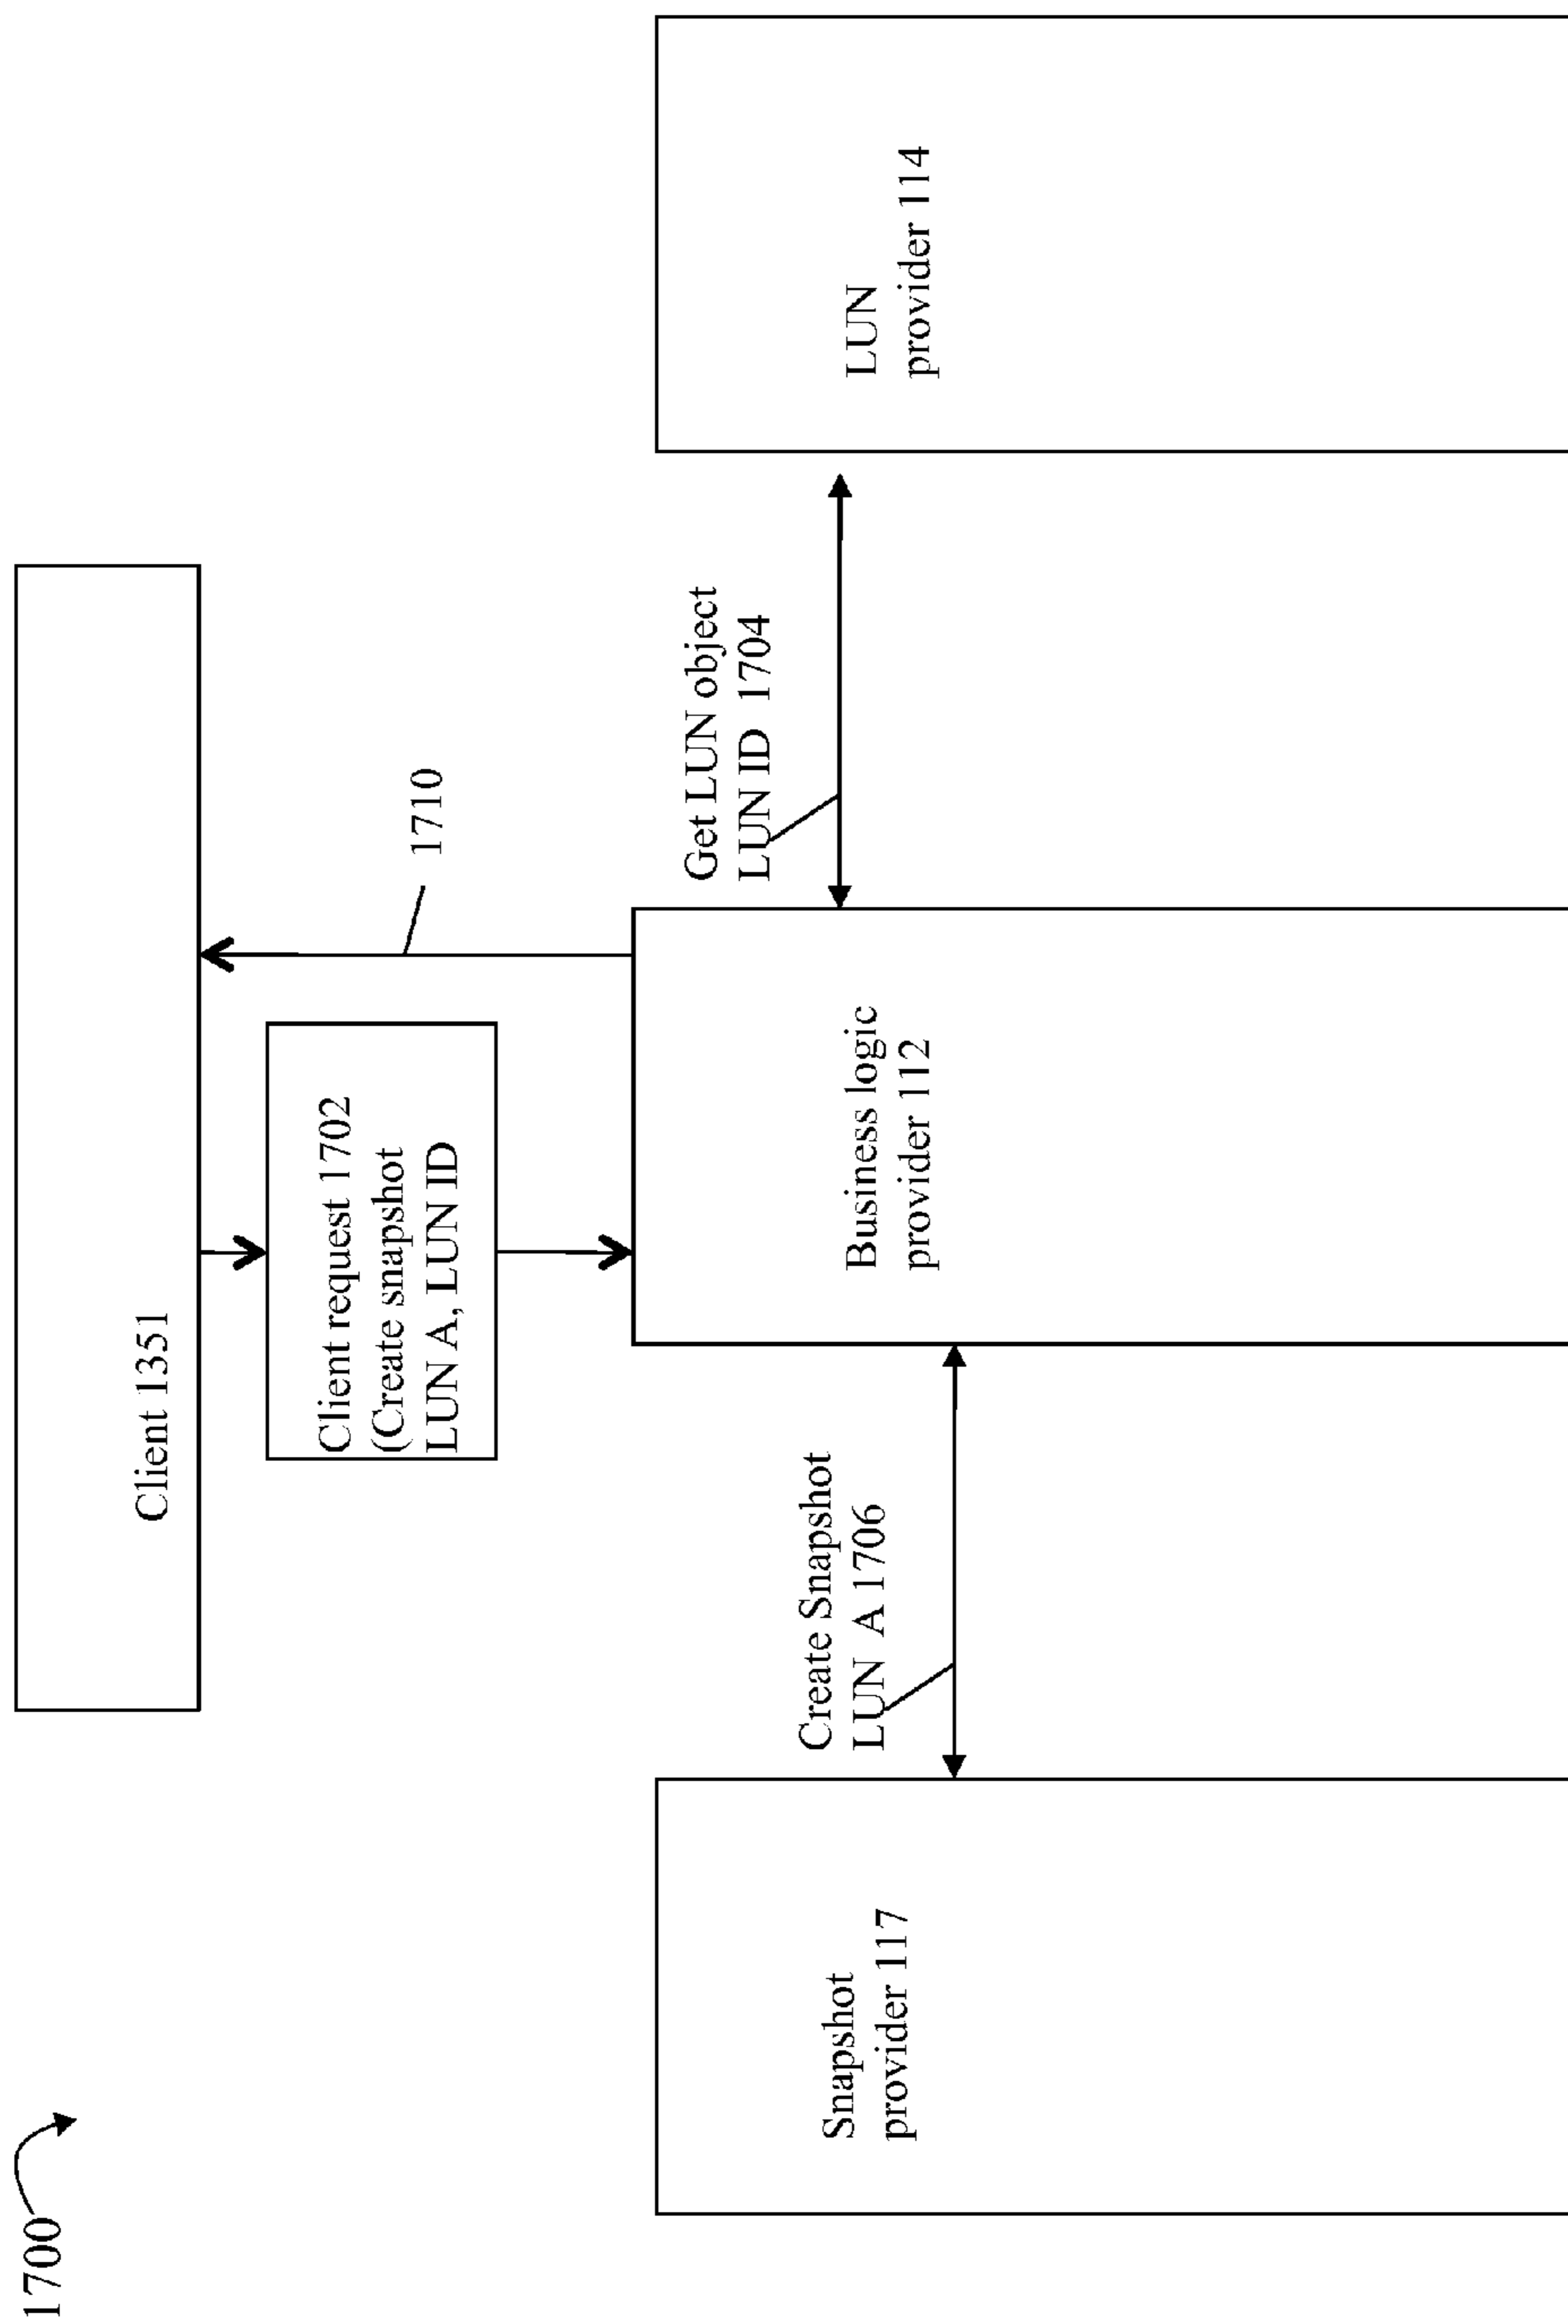 1700
Client 1351
Client request 1702
(Create snapshot
LUN A, LUN ID
1710
Create Snapshot
LUN A 1706
Get LUN object
LUN ID 1704
Snapshot
provider 117
Business logic
provider 112
LUN
provider 114